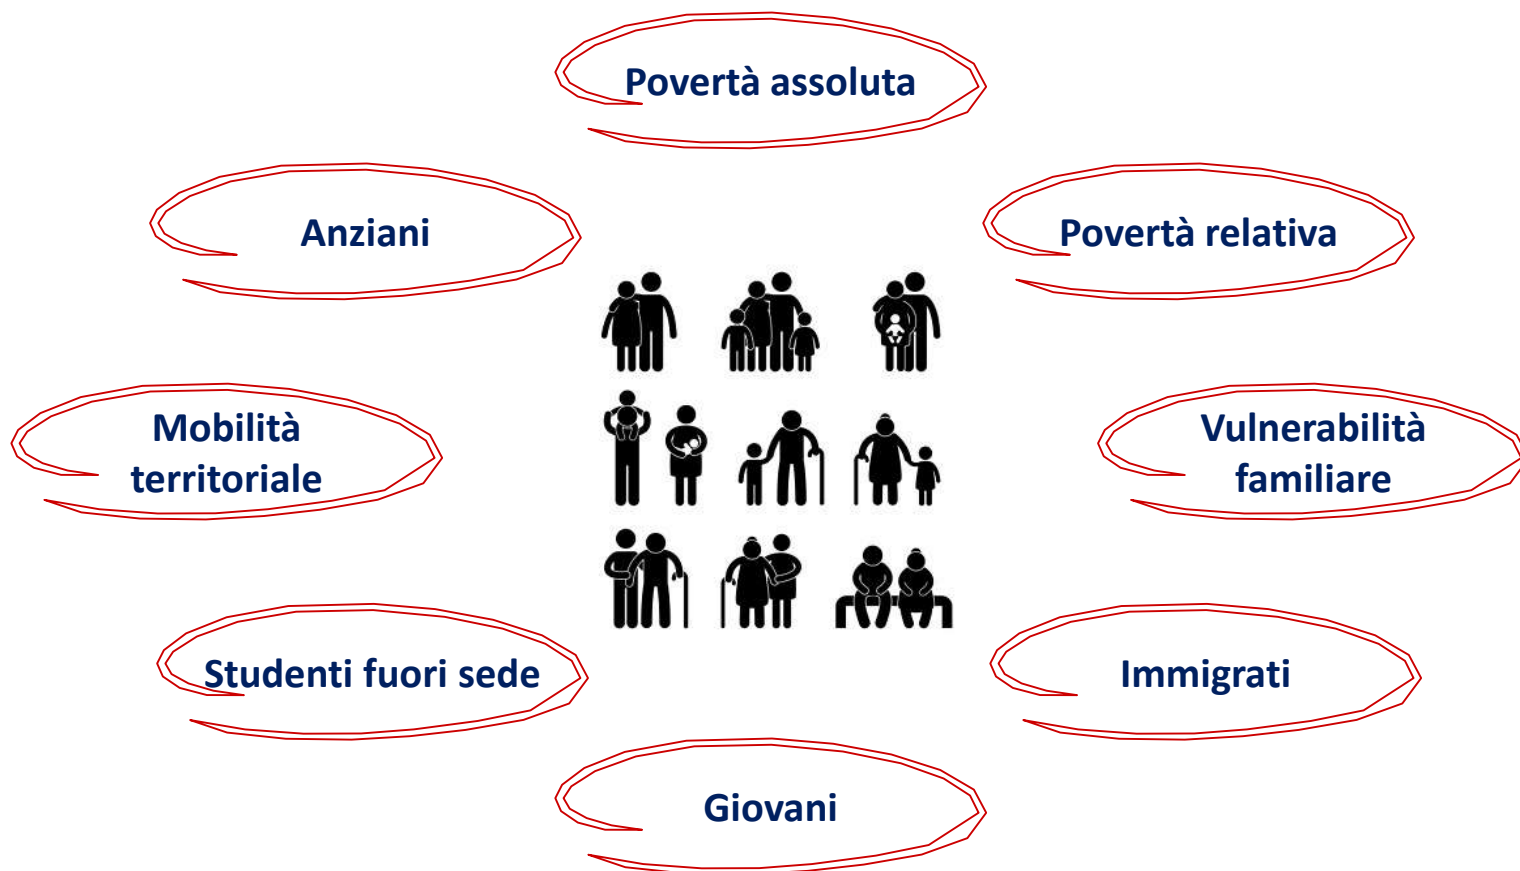 Povertà assoluta
Anziani
Povertà relativa
Mobilità
territoriale
Vulnerabilità
familiare
Studenti fuori sede
Immigrati
Giovani